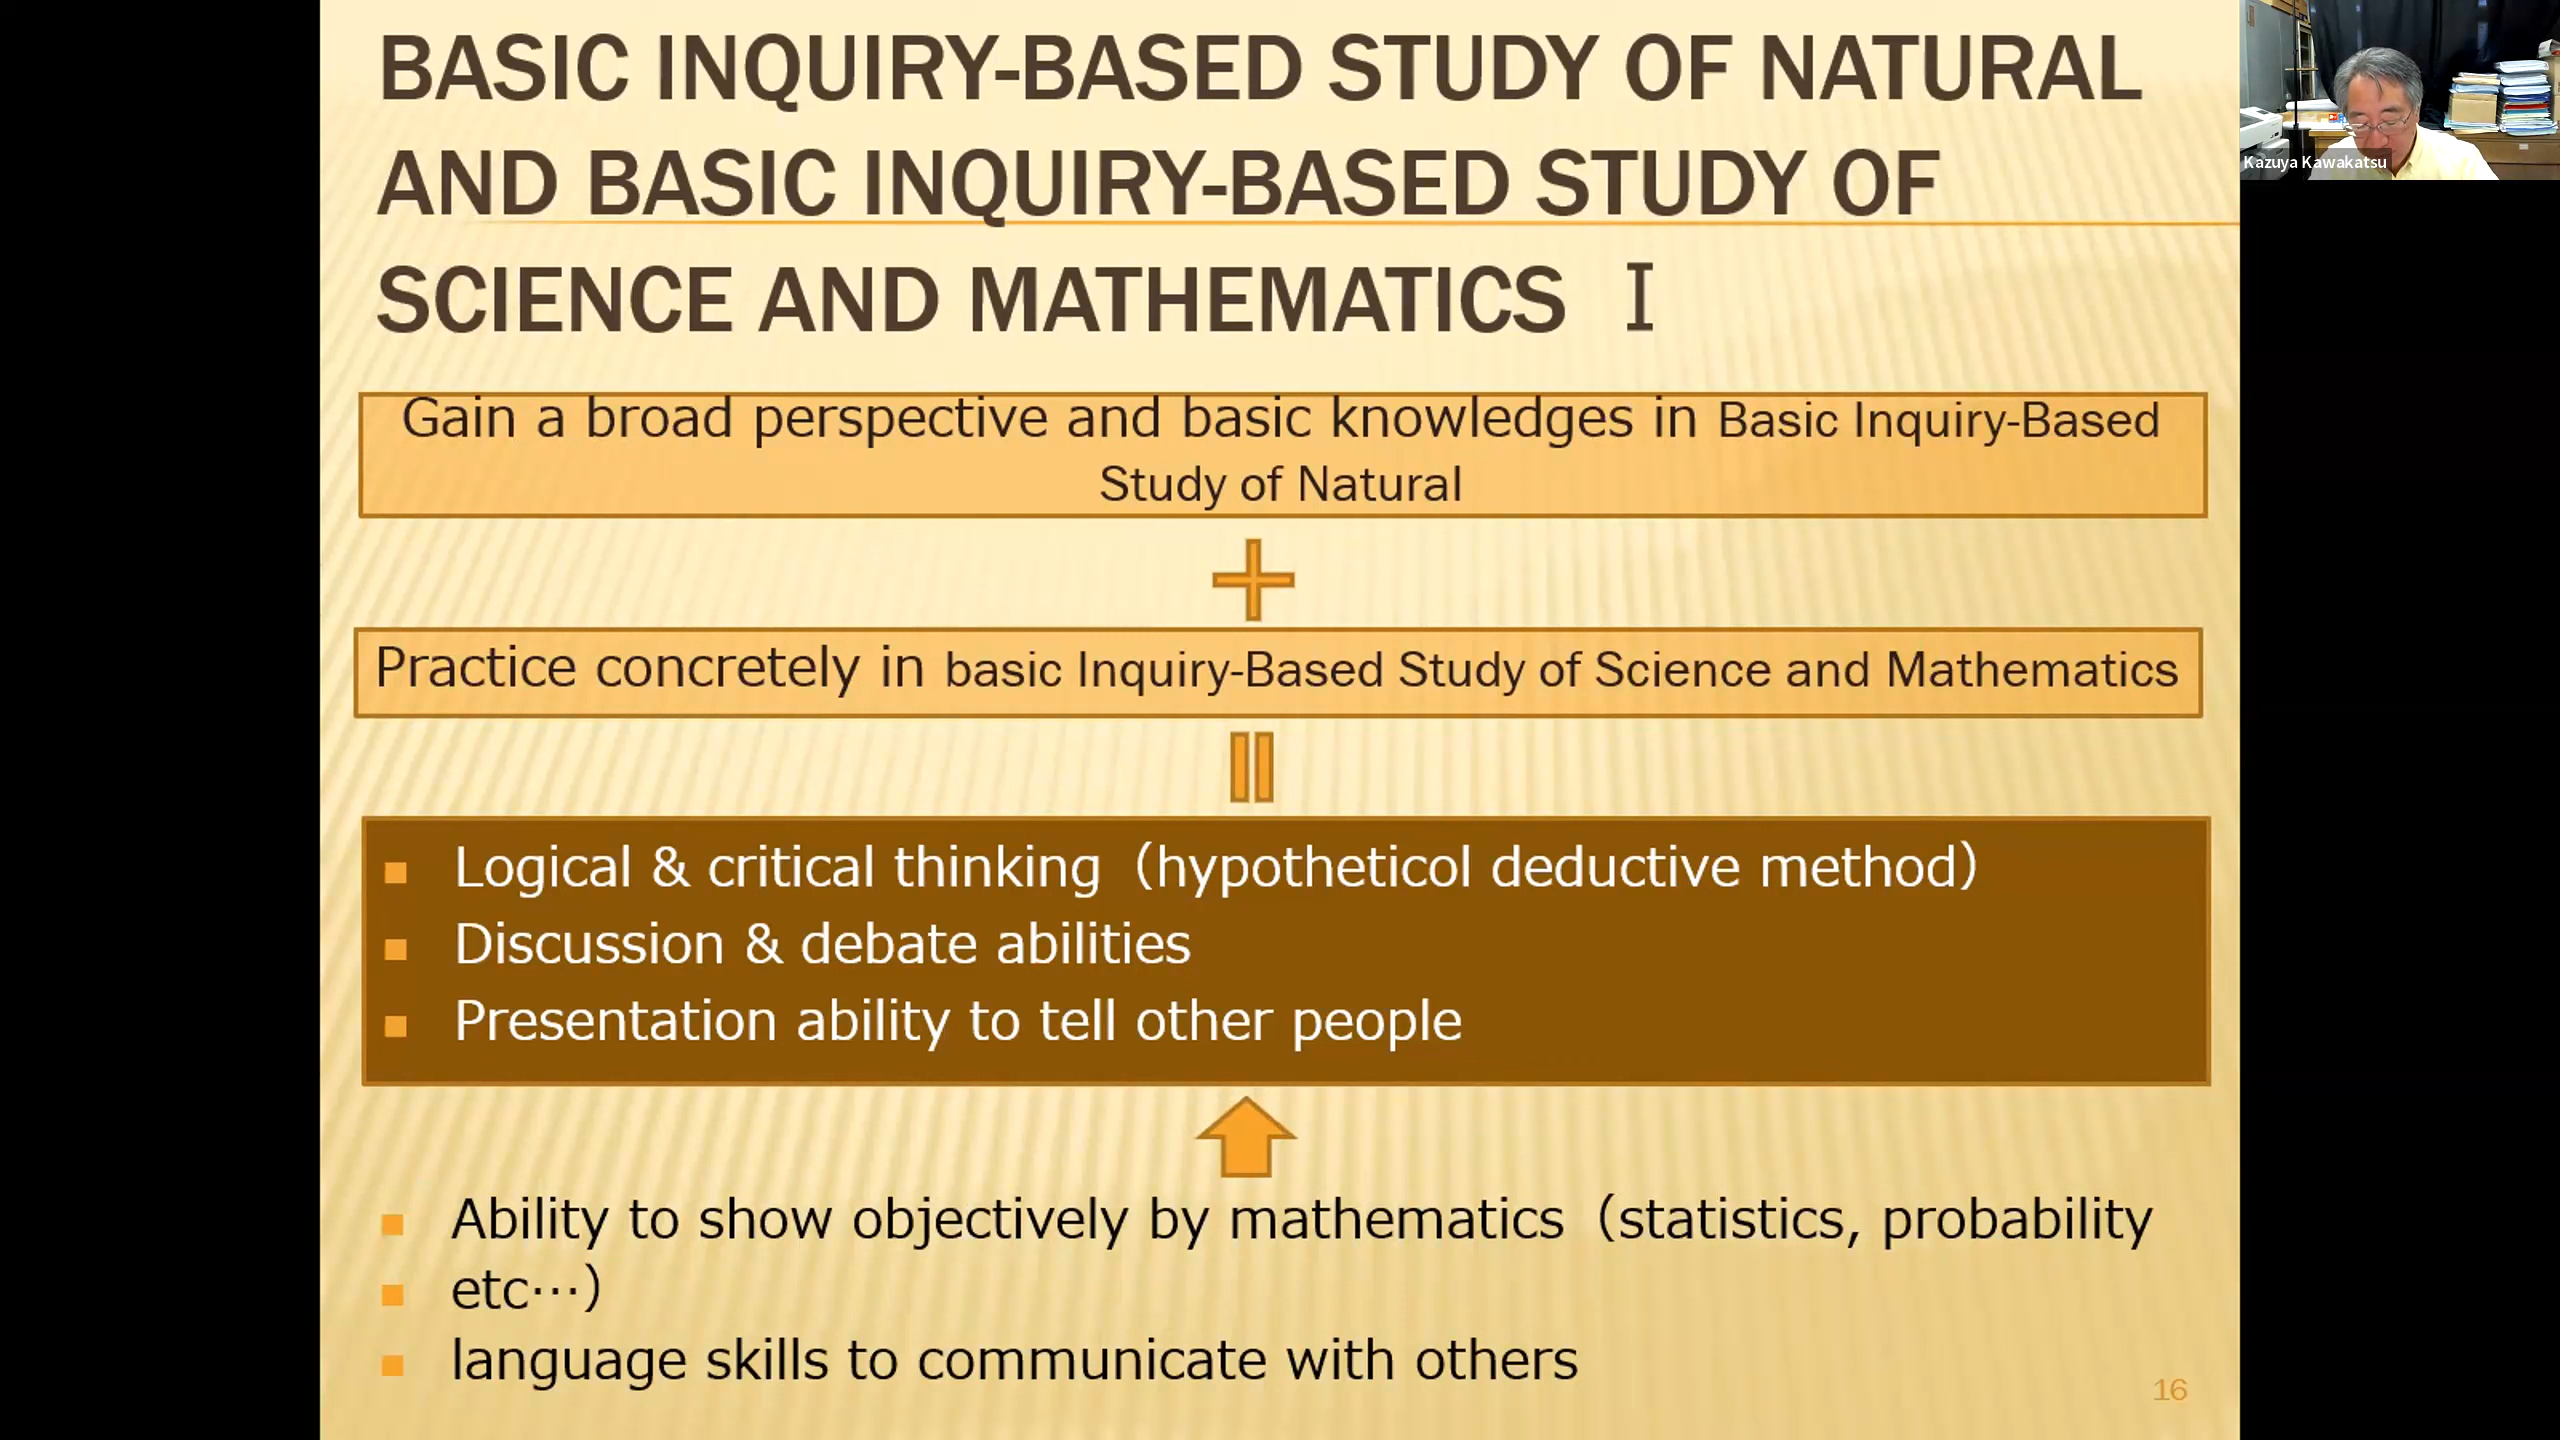 BASIC INQUIRY-BASED STUDY OF NATURAL
AND BASIC INQUIRY-BASED STUDY OF
SCIENCE AND MATHEMATICS Ⅰ
Gain a broad perspective and basic knowledges in Basic Inquiry-Based
Study of Natural
Practice concretely in basic Inquiry-Based Study of Science and Mathematics
Logical & critical thinking（hypotheticol deductive method）
Discussion & debate abilities
Presentation ability to tell other people
Ability to show objectively by mathematics（statistics, probability
etc…）
language skills to communicate with others
16
Kazuya Kawakatsu